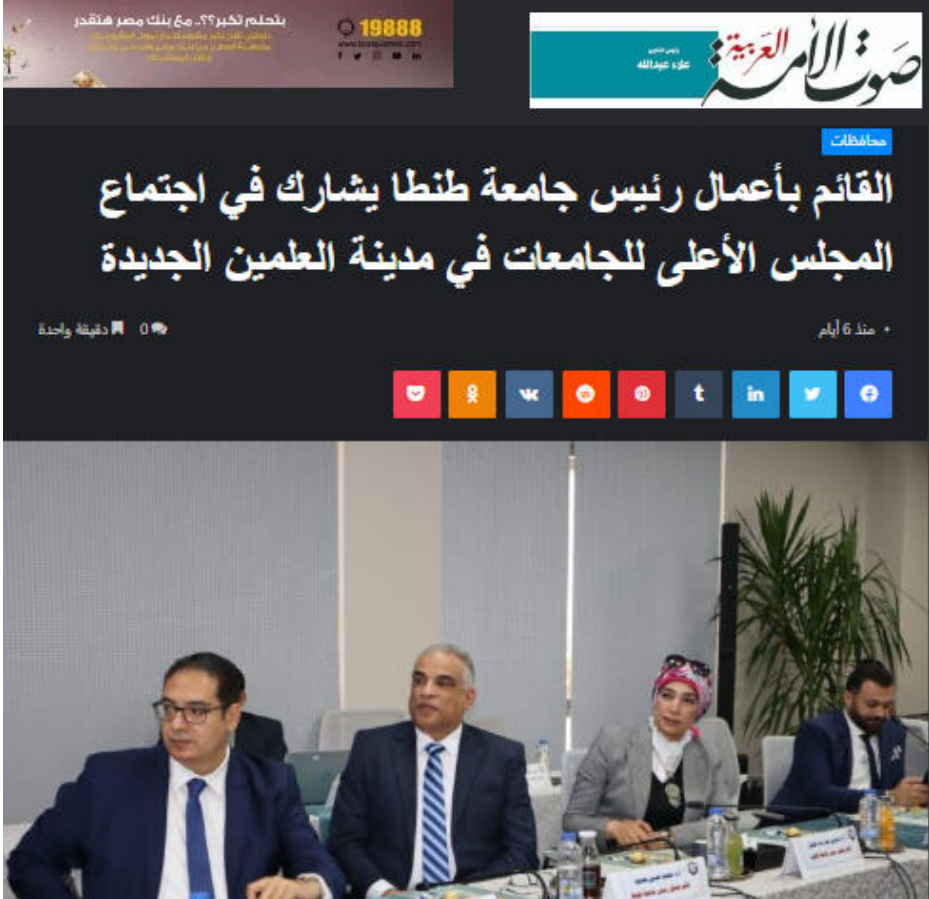 بتحلم تكبر؟؟.. مع بنك مصر هتقدر
19888
صوت الأمة العربية
رئيس التحرير
علاء عبدالله
محافظات
القائم بأعمال رئيس جامعة طنطا يشارك في اجتماع
المجلس الأعلى للجامعات في مدينة العلمين الجديدة
منذ 6 أيام
0
دقيقة واحدة